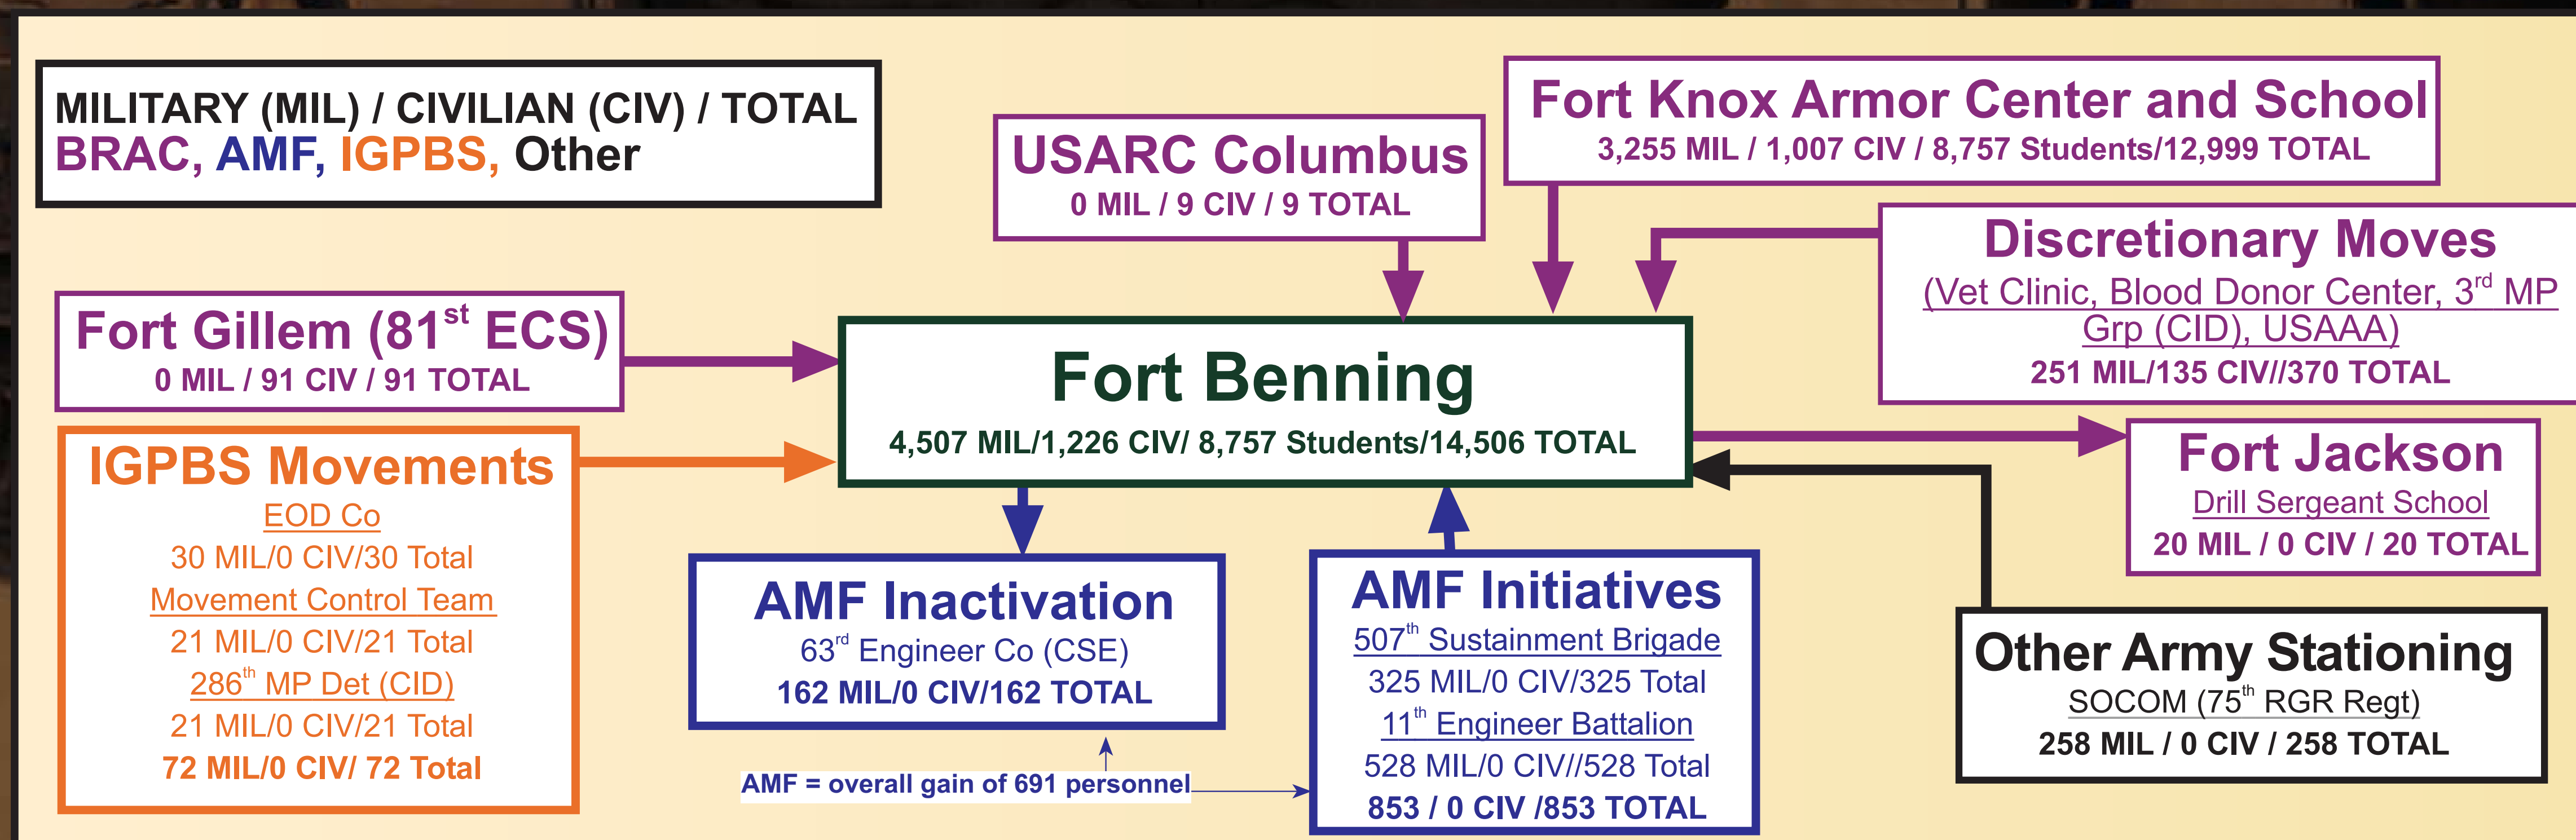 MILITARY (MIL) / CIVILIAN (CIV) / TOTAL
BRAC, AMF, IGPBS, Other
USARC Columbus
0 MIL / 9 CIV / 9 TOTAL
Fort Knox Armor Center and School
3,255 MIL / 1,007 CIV / 8,757 Students/12,999 TOTAL
Discretionary Moves
(Vet Clinic, Blood Donor Center, 3rd MP
Grp (CID), USAAA)
251 MIL/135 CIV//370 TOTAL
Fort Gillem (81st ECS)
0 MIL / 91 CIV / 91 TOTAL
Fort Benning
4,507 MIL/1,226 CIV/ 8,757 Students/14,506 TOTAL
IGPBS Movements
EOD Co
30 MIL/0 CIV/30 Total
Movement Control Team
21 MIL/0 CIV/21 Total
286th MP Det (CID)
21 MIL/0 CIV/21 Total
72 MIL/0 CIV/ 72 Total
AMF Inactivation
63rd Engineer Co (CSE)
162 MIL/0 CIV/162 TOTAL
AMF = overall gain of 691 personnel
AMF Initiatives
507th Sustainment Brigade
325 MIL/0 CIV/325 Total
11th Engineer Battalion
528 MIL/0 CIV//528 Total
853 / 0 CIV /853 TOTAL
Fort Jackson
Drill Sergeant School
20 MIL / 0 CIV / 20 TOTAL
Other Army Stationing
SOCOM (75th RGR Regt)
258 MIL / 0 CIV / 258 TOTAL